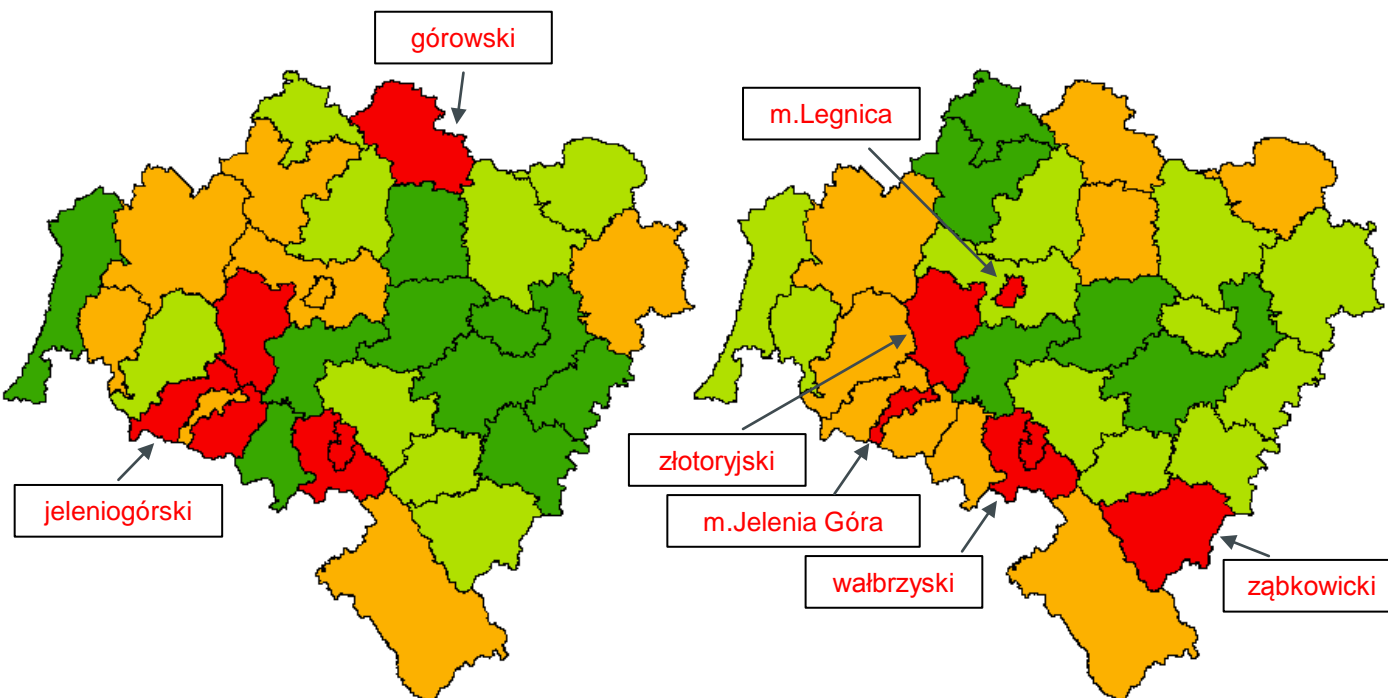 górowski
m.Legnica
złotoryjski
jeleniogórski
m.Jelenia Góra
wałbrzyski
ząbkowicki